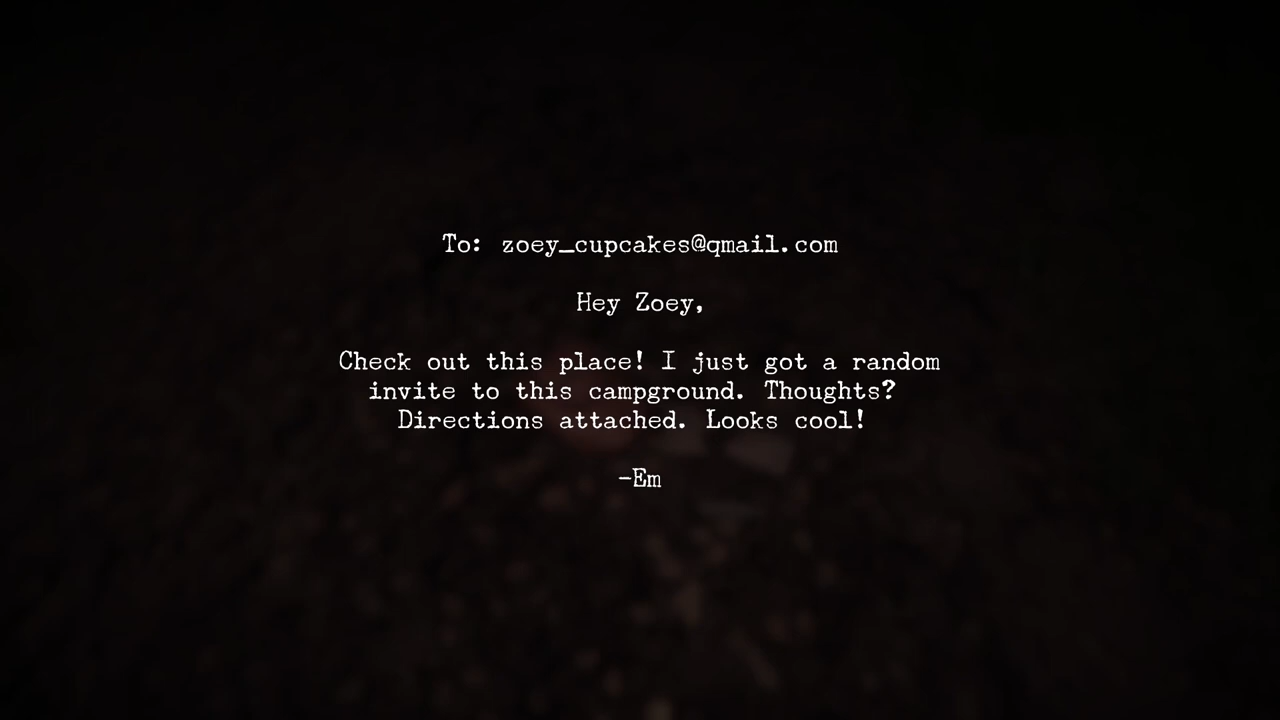 To: zoey_cupcakes@qmail.com
Hey Zoey,
Check out this place! I just got a random
invite to this campground. Thoughts?
Directions attached. Looks cool!
-Em